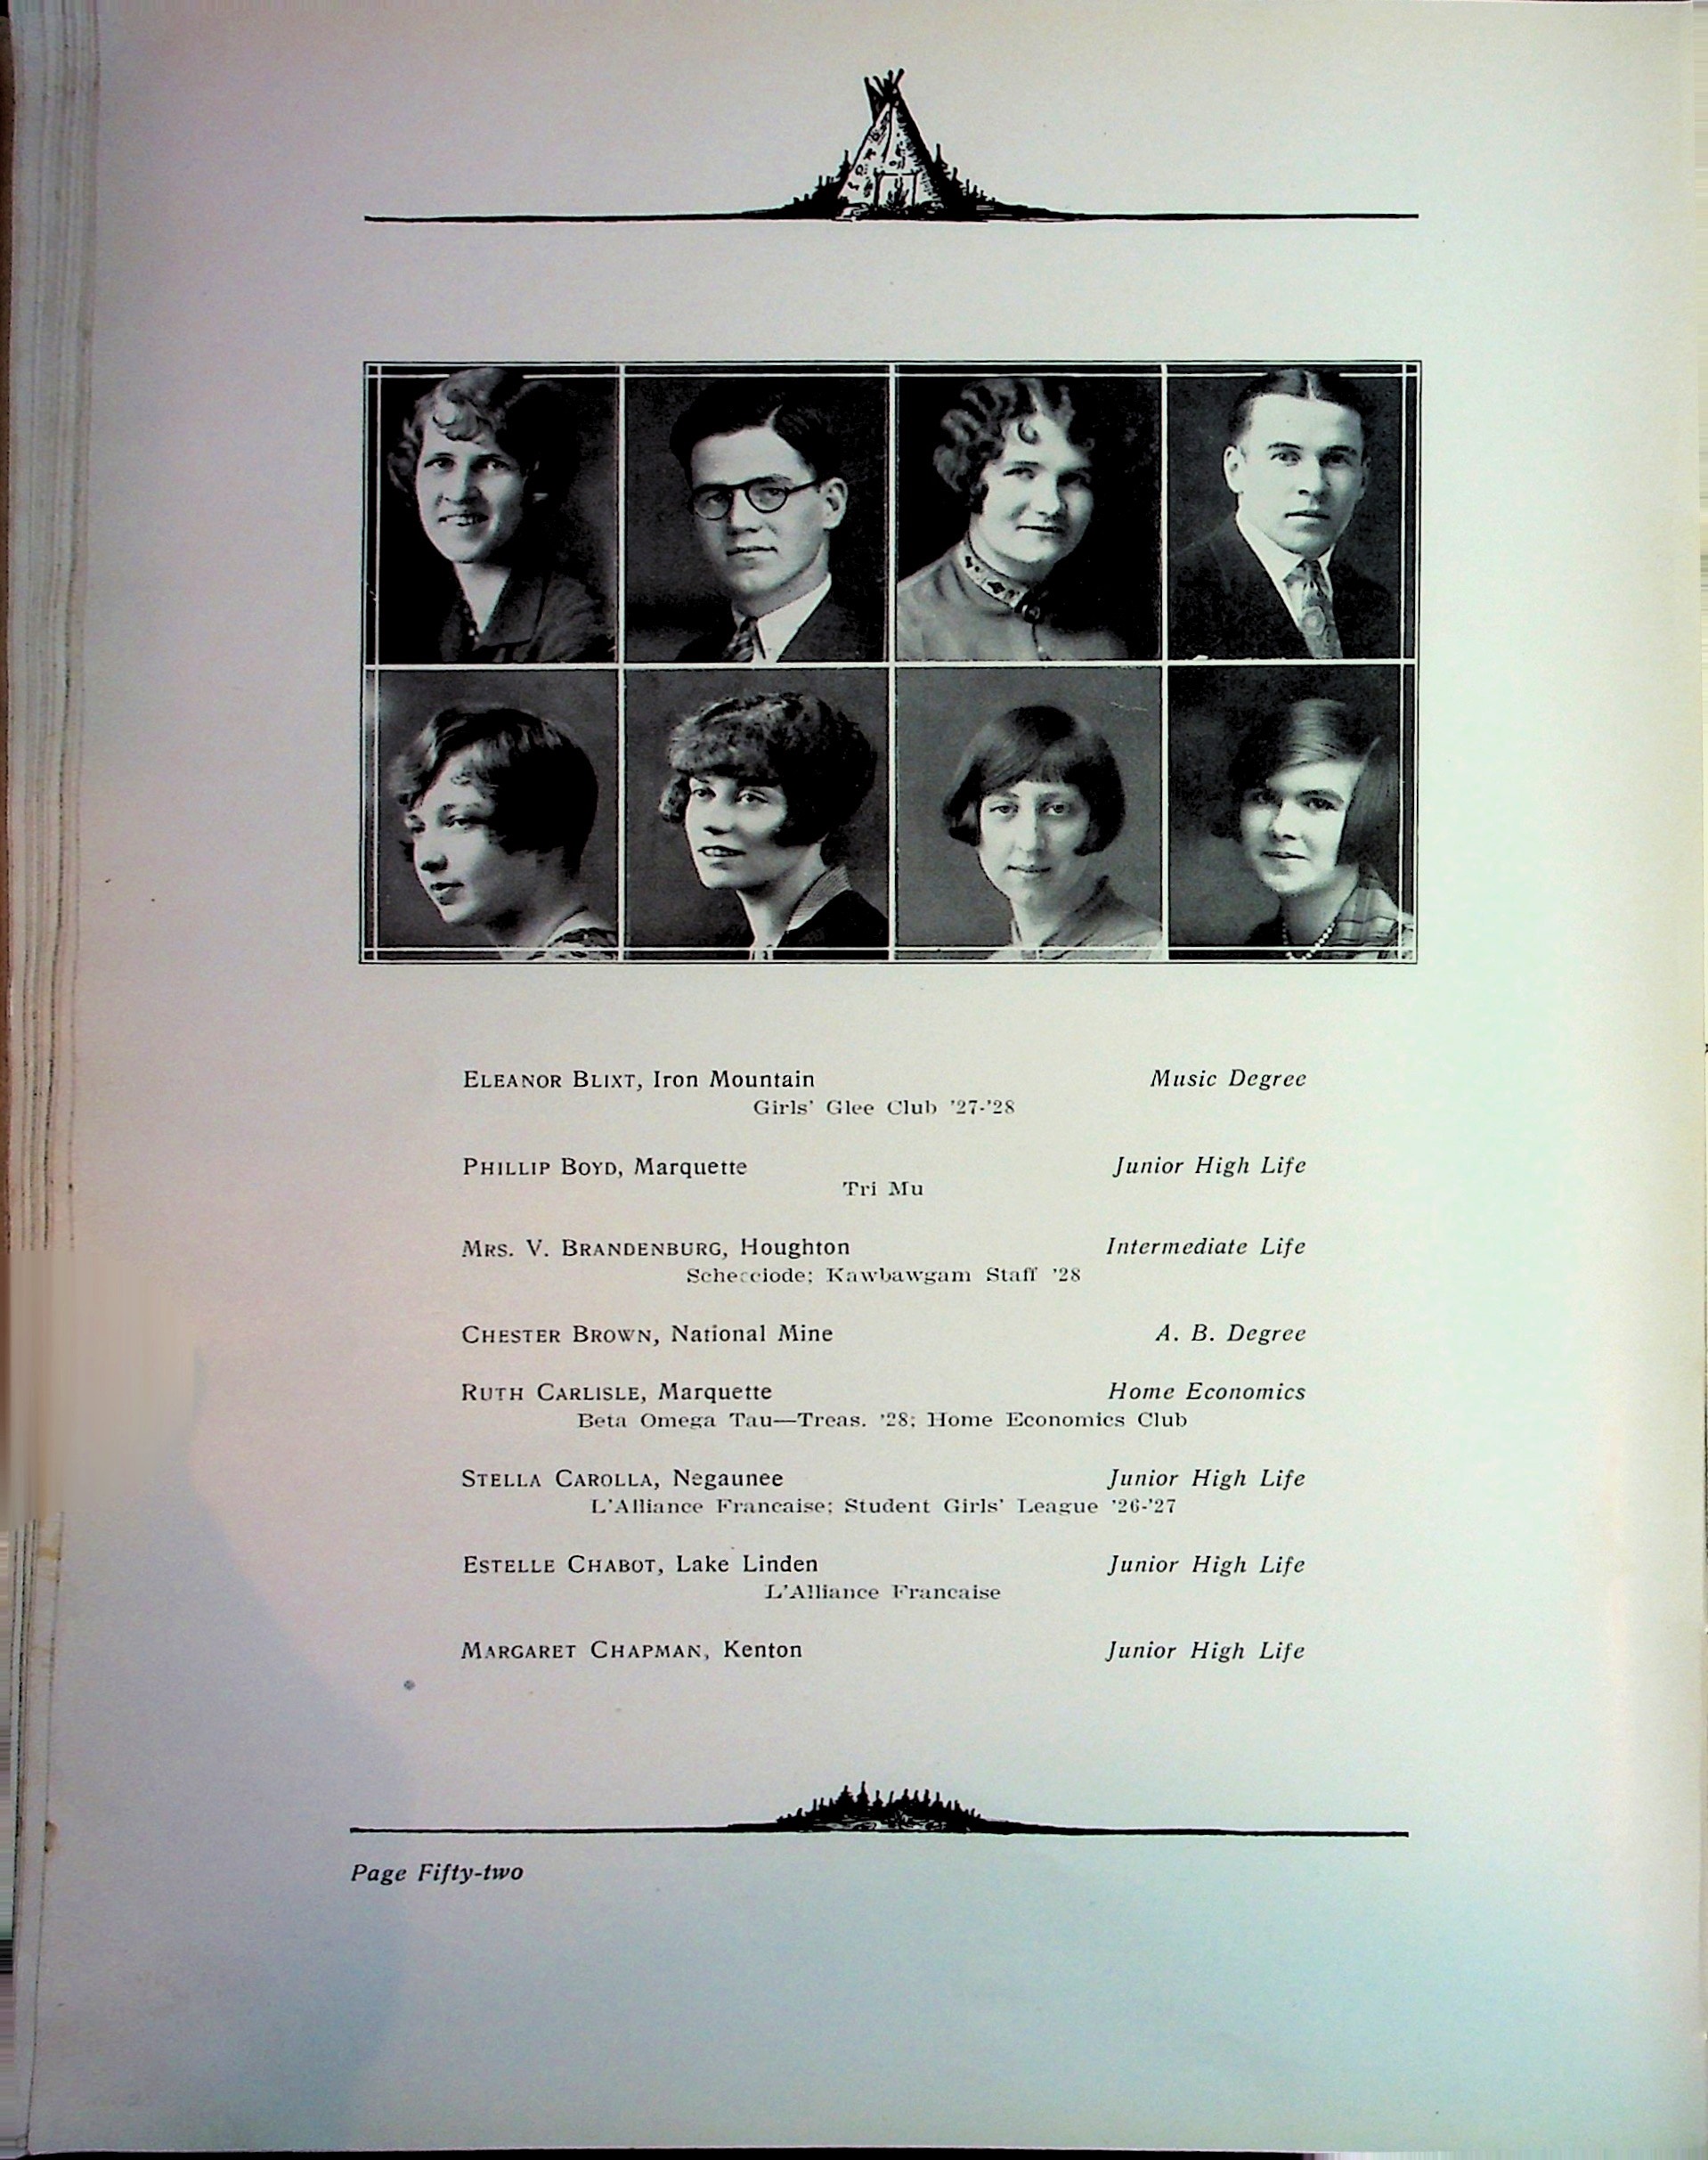 ELEANOR BLIXT, Iron Mountain Music Degree
Girls' Glee Club '27-'28
PHILLIP BOYD, Marquette Junior High Life
Tri Mu
MRS. V. BRANDENBURG, Houghton Intermediate Life
Kawbawgam Staff '28
CHESTER BROWN, National Mine A. B. Degree
RUTH CARLISLE, Marquette Home Economics
Beta Omega Tau—Treas. '28; Home Economics Club
STELLA CAROLLA, Negaunee Junior High Life
L'Alliance Francaise; Student Girls' League '26-'27
ESTELLE CHABOT, Lake Linden Junior High Life
L'Alliance Francaise
MARGARET CHAPMAN, Kenton Junior High Life
Page Fifty-two